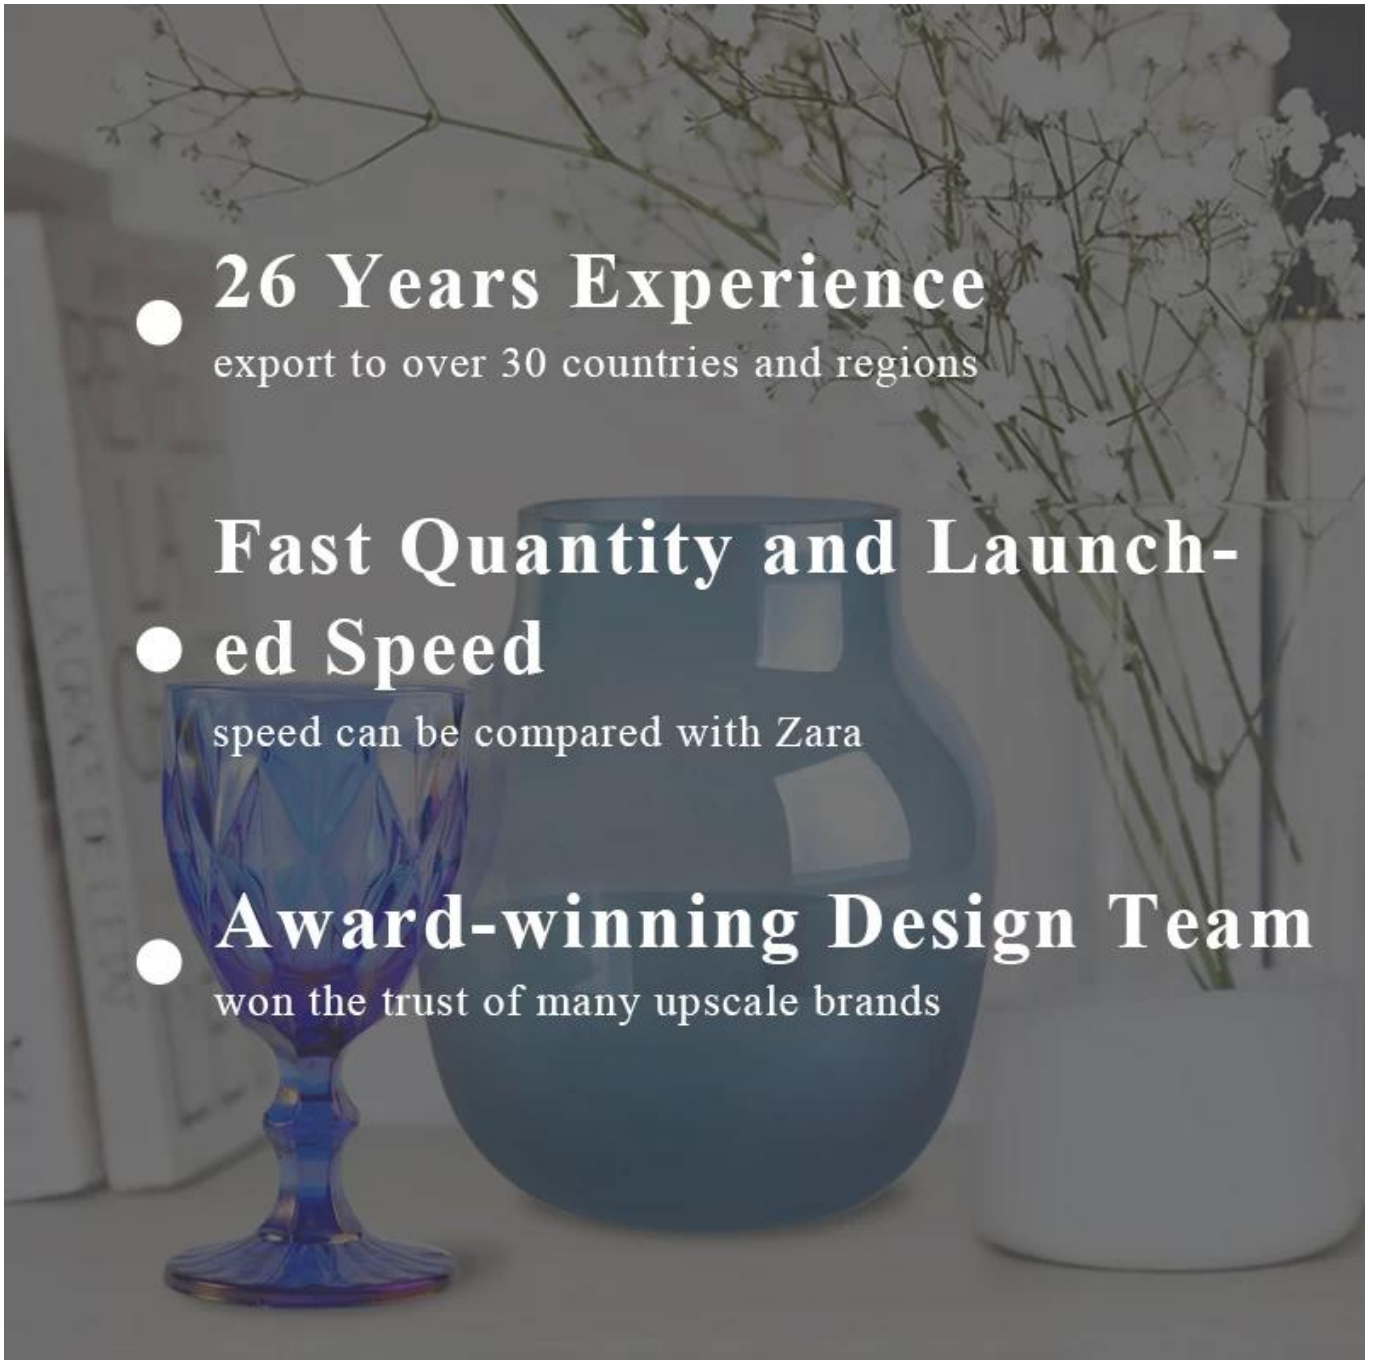 26 Years Experience
export to over 30 countries and regions
Fast Quantity and Launch-
ed Speed
speed can be compared with Zara
Award-winning Design Team
won the trust of many upscale brands